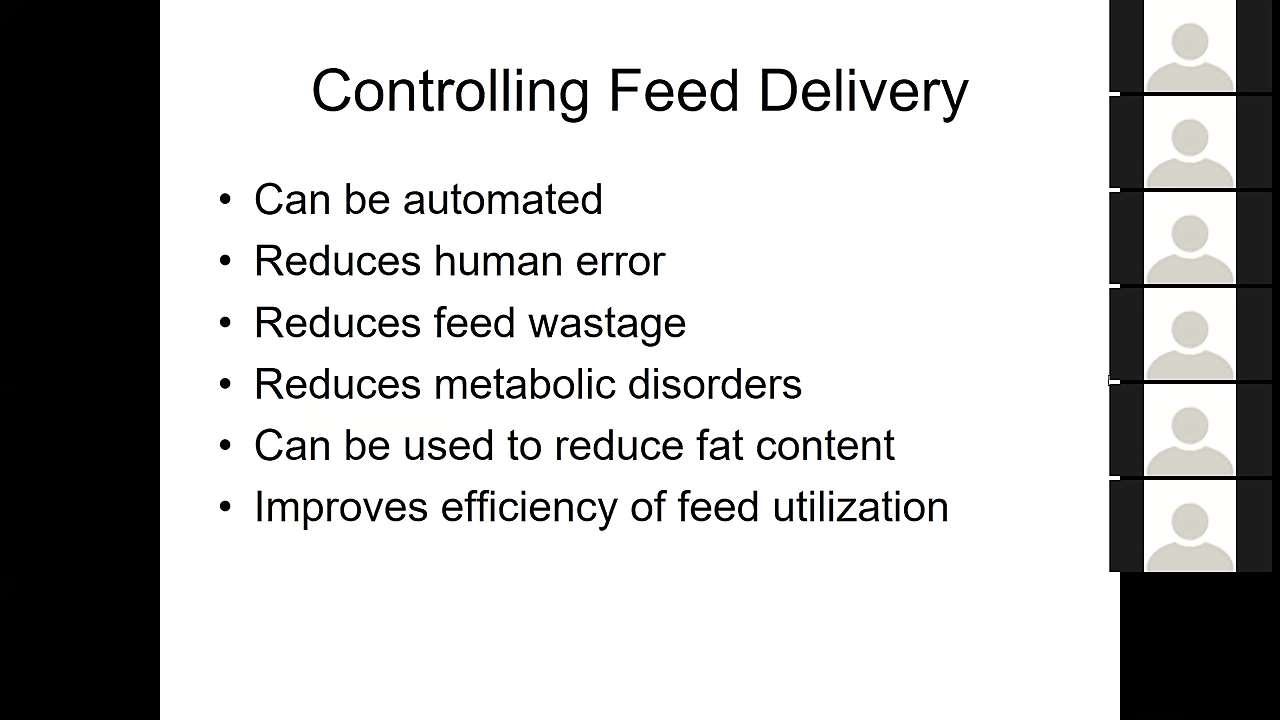 Controlling Feed Delivery
• Can be automated
• Reduces human error
• Reduces feed wastage
• Reduces metabolic disorders
• Can be used to reduce fat content
• Improves efficiency of feed utilization